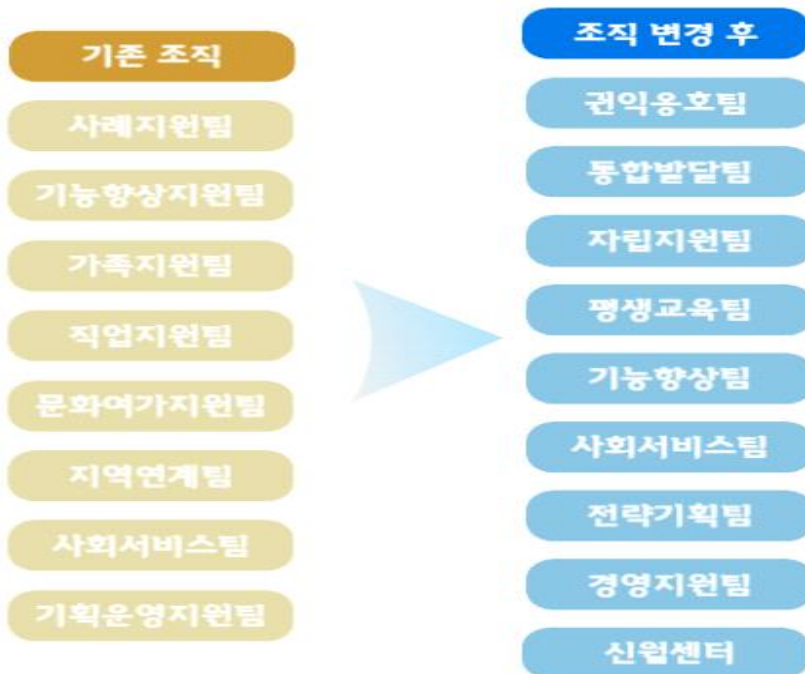 기존 조직
사례지원팀
기능향상지원팀
가족지원팀
직업지원팀
문화여가지원팀
지역연계팀
사회서비스팀
기획운영지원팀
조직 변경 후
권익옹호팀
통합발달팀
자립지원팀
평생교육팀
기능향상팀
사회서비스팀
전략기획팀
경영지원팀
신월센터